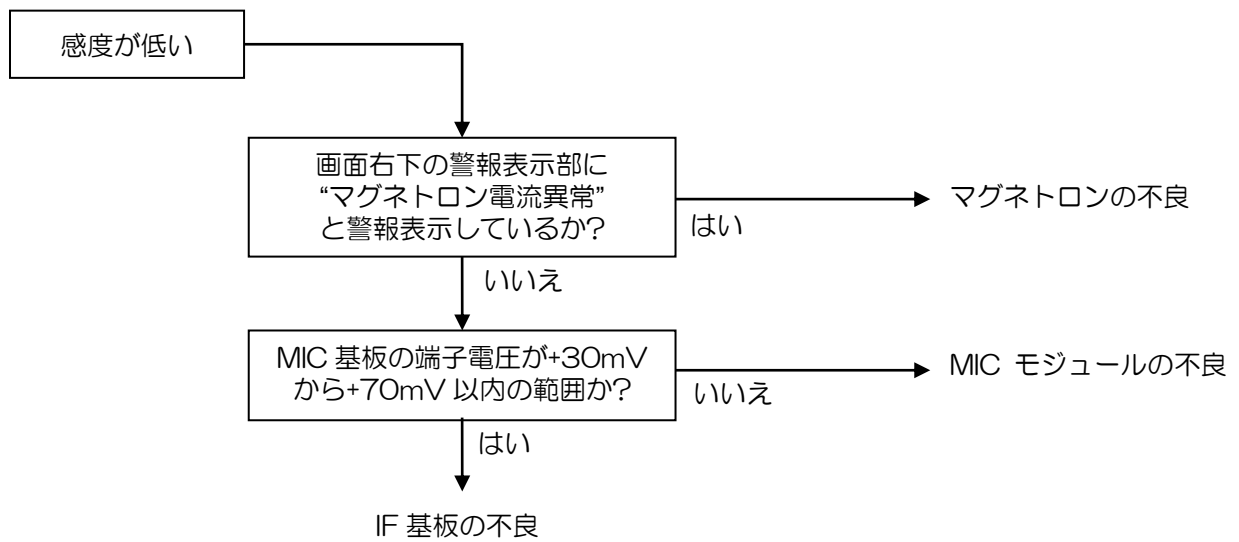 感度が低い
画面右下の警報表示部に
“マグネトロン電流異常”
と警報表示しているか?
はい
マグネトロンの不良
いいえ
MIC 基板の端子電圧が+30mV
から+70mV 以内の範囲か?
いいえ
MIC モジュールの不良
はい
IF 基板の不良